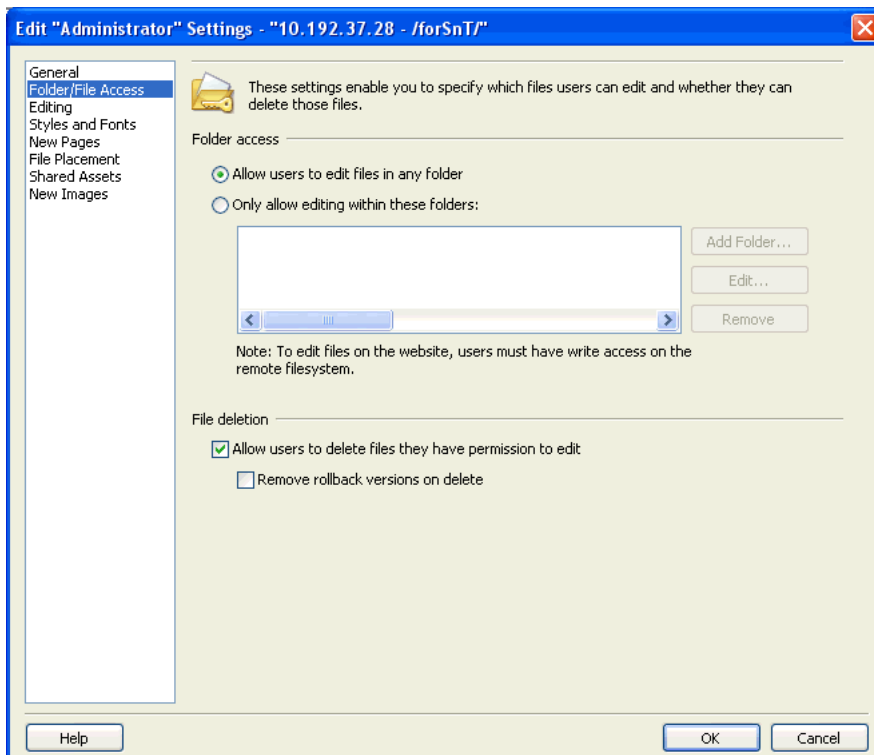 Edit "Administrator" Settings - "10.192.37.28 - /forSnT/"
General
Folder/File Access
Editing
Styles and Fonts
New Pages
File Placement
Shared Assets
New Images
These settings enable you to specify which files users can edit and whether they can
delete those files.
Folder access
Allow users to edit files in any folder
Only allow editing within these folders:
Add Folder...
Edit...
Remove
Note: To edit files on the website, users must have write access on the
remote filesystem.
File deletion
Allow users to delete files they have permission to edit
Remove rollback versions on delete
Help
OK
Cancel